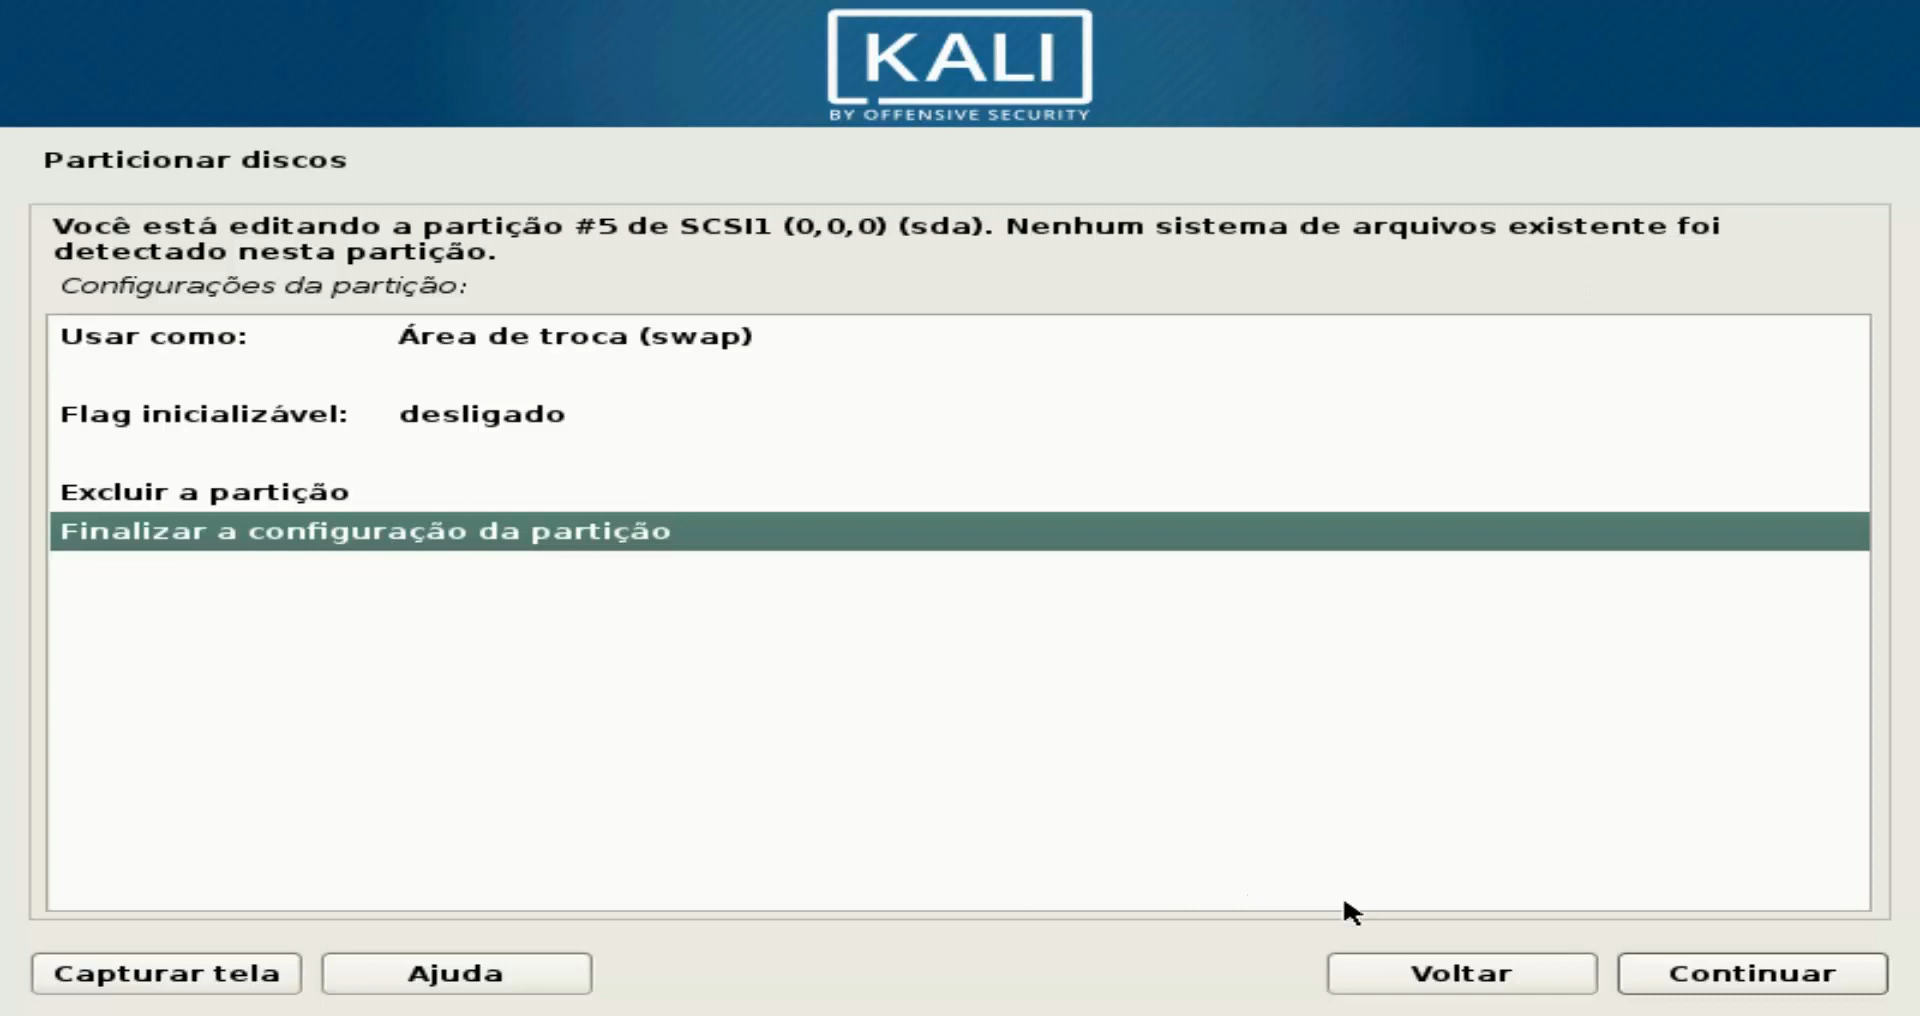 KALI
BY OFFENSIVE SECURITY
Particionar discos
Você está editando a partição #5 de SCSI1 (0,0,0) (sda). Nenhum sistema de arquivos existente foi
detectado nesta partição.
Configurações da partição:
Usar como: Área de troca (swap)
Flag inicializável: desligado
Excluir a partição
Finalizar a configuração da partição
Capturar tela Ajuda Voltar Continuar